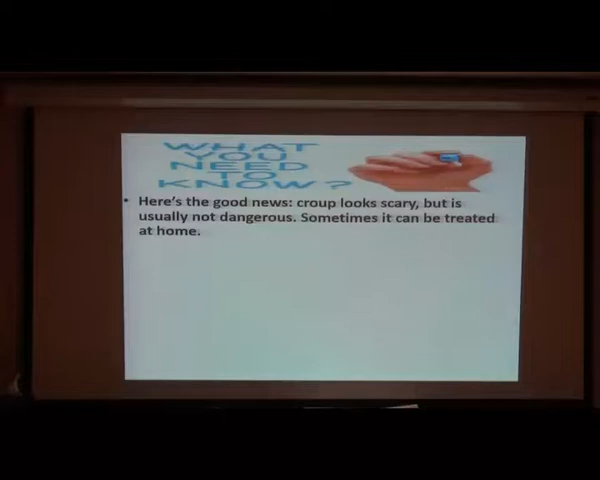 WHAT
YOU
NEED
TO
KNOW?
• Here's the good news: croup looks scary, but is
usually not dangerous. Sometimes it can be treated
at home.